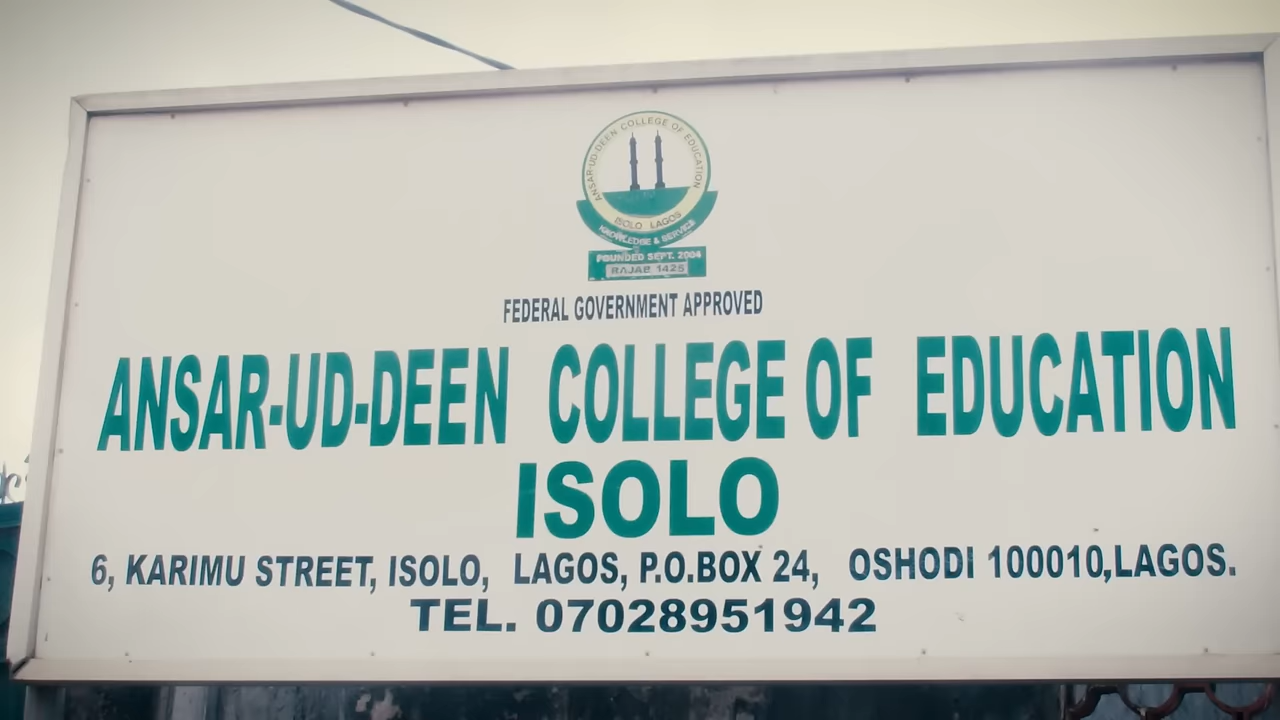 ANSAR-UD-DEEN COLLEGE OF EDUCATION
ISOLO LAGOS
KNOWLEDGE & SERVICE
FOUNDED SEPT. 2004
RAJAB 1425
FEDERAL GOVERNMENT APPROVED
ANSAR-UD-DEEN COLLEGE OF EDUCATION
ISOLO
6, KARIMU STREET, ISOLO, LAGOS, P.O.BOX 24, OSHODI 100010,LAGOS.
TEL. 07028951942